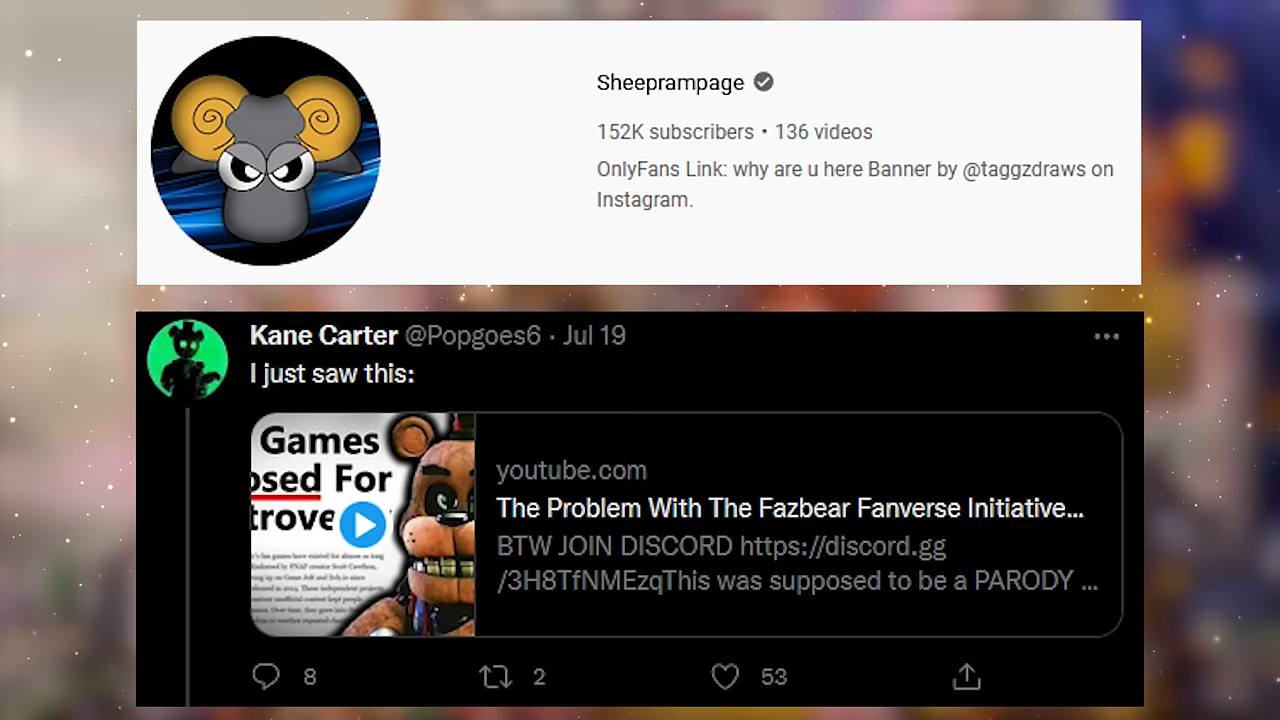 Sheeprampage
152K subscribers • 136 videos
OnlyFans Link: why are u here Banner by @taggzdraws on
Instagram.
Kane Carter @Popgoes6 · Jul 19
I just saw this:
Games
osed For
trove
youtube.com
The Problem With The Fazbear Fanverse Initiative...
BTW JOIN DISCORD https://discord.gg
/3H8TfNMEzqThis was supposed to be a PARODY ...
8
2
53